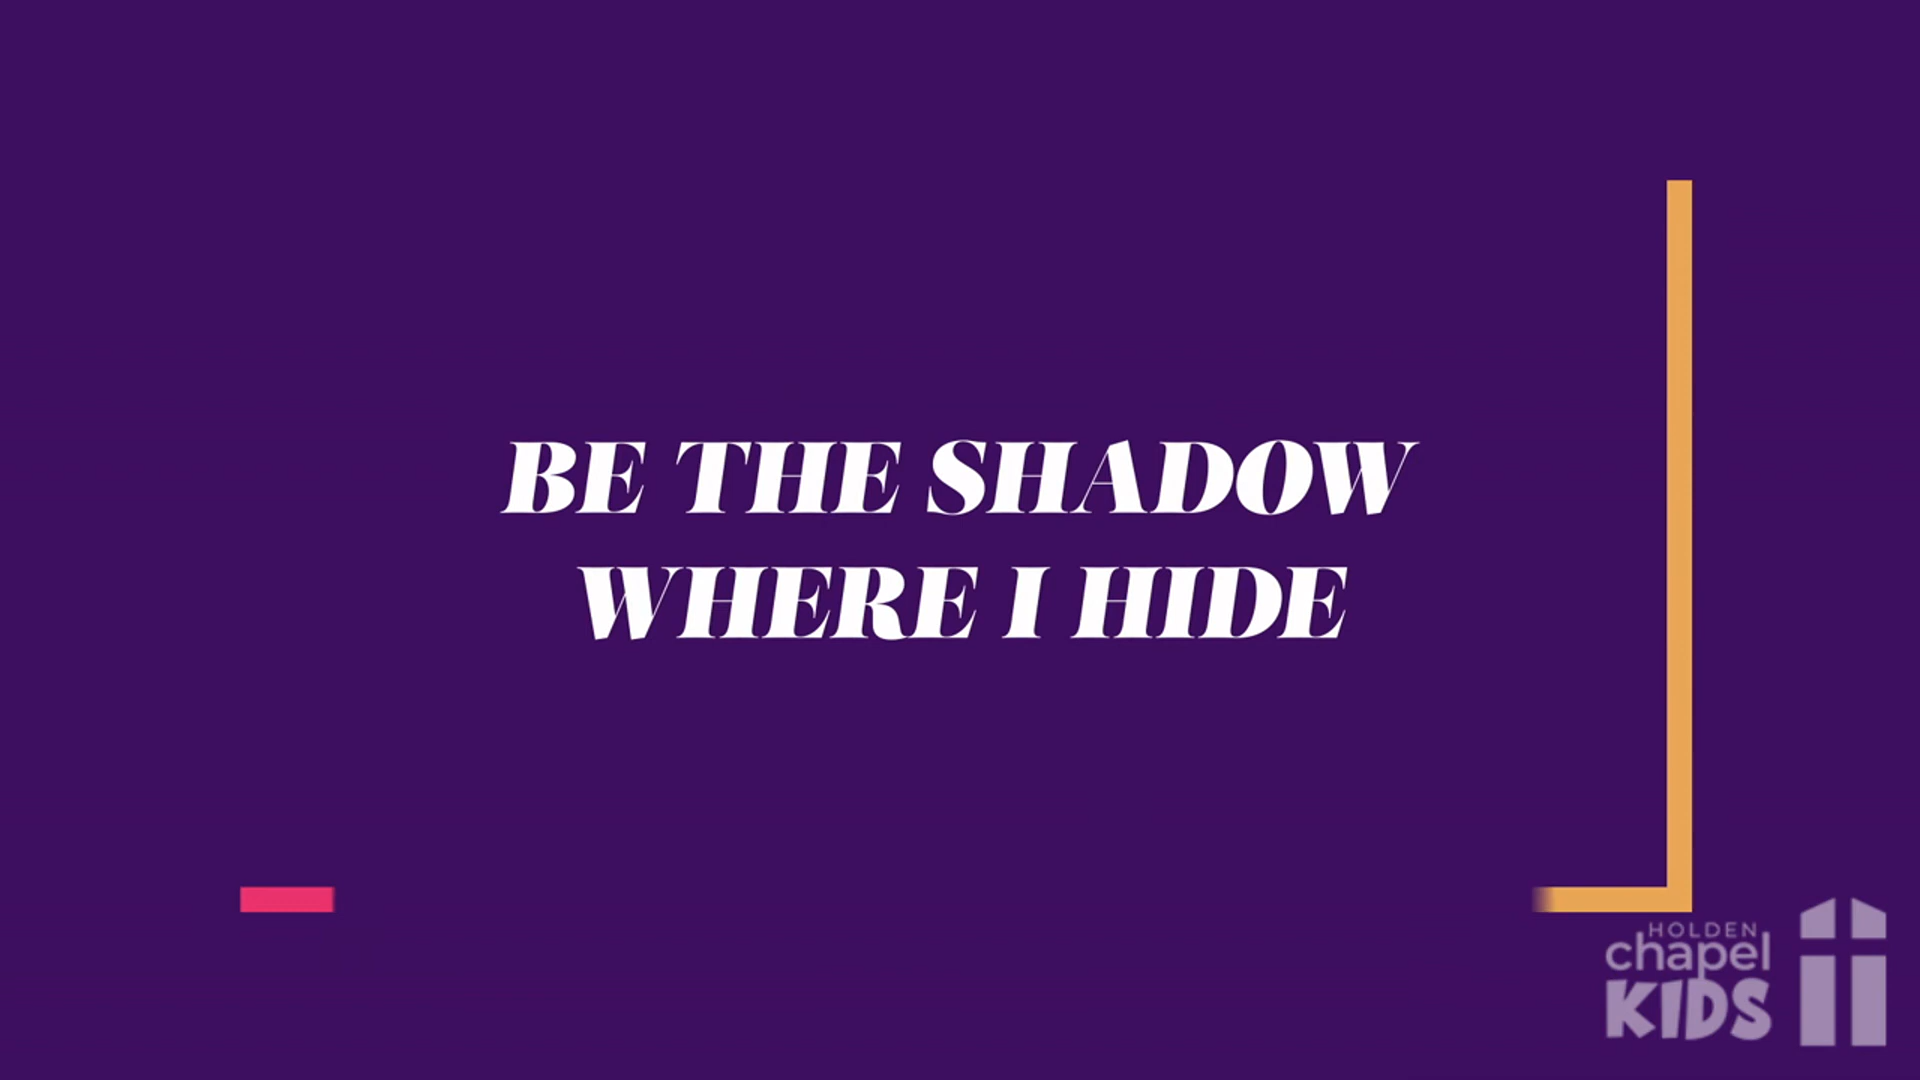 BE THE SHADOW
WHERE I HIDE
HOLDEN
chapel
KIDS